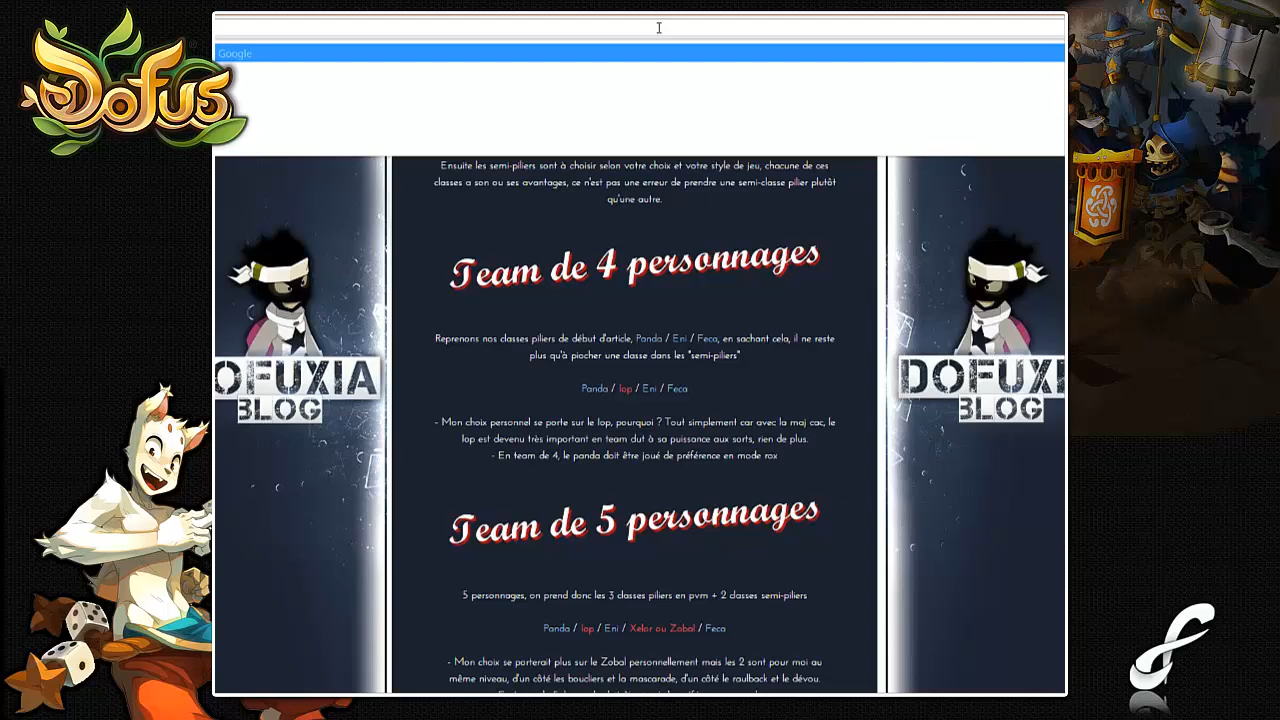 Dofus
Google
Ensuite les semi-piliers sont à choisir selon votre choix et votre style de jeu, chacune de ces
classes a son ou ses avantages, ce n'est pas une erreur de prendre une semi-classe pilier plutôt
qu'une autre.
Team de 4 personnages
Reprenons nos classes piliers de début d'article, Panda / Eni / Feca, en sachant cela, il ne reste
plus qu'à piocher une classe dans les "semi-piliers"
OFUXIA
BLOG
DOFUXI
BLOG
Panda / Iop / Eni / Feca
- Mon choix personnel se porte sur le Iop, pourquoi ? Tout simplement car avec la maj cac, le
Iop est devenu très important en team dut à sa puissance aux sorts, rien de plus.
- En team de 4, le panda doit être joué de préférence en mode rox
Team de 5 personnages
5 personnages, on prend donc les 3 classes piliers en pvm + 2 classes semi-piliers
Panda / Iop / Eni / Xelor ou Zobal / Feca
- Mon choix se porterait plus sur le Zobal personnellement mais les 2 sont pour moi au
même niveau, d'un côté les boucliers et la mascarade, d'un côté le raulback et le dévou.